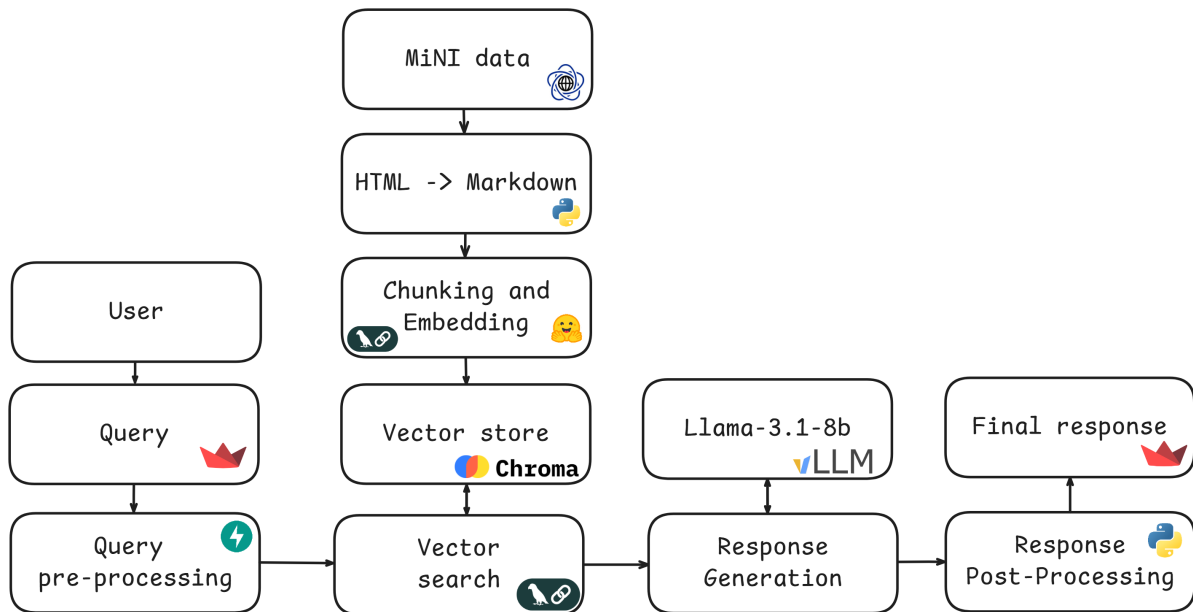 MiNI data
HTML -> Markdown
Chunking and
Embedding
User
Query
Vector store
Chroma
Llama-3.1-8b
vLLM
Final response
Query
pre-processing
Vector
search
Response
Generation
Response
Post-Processing